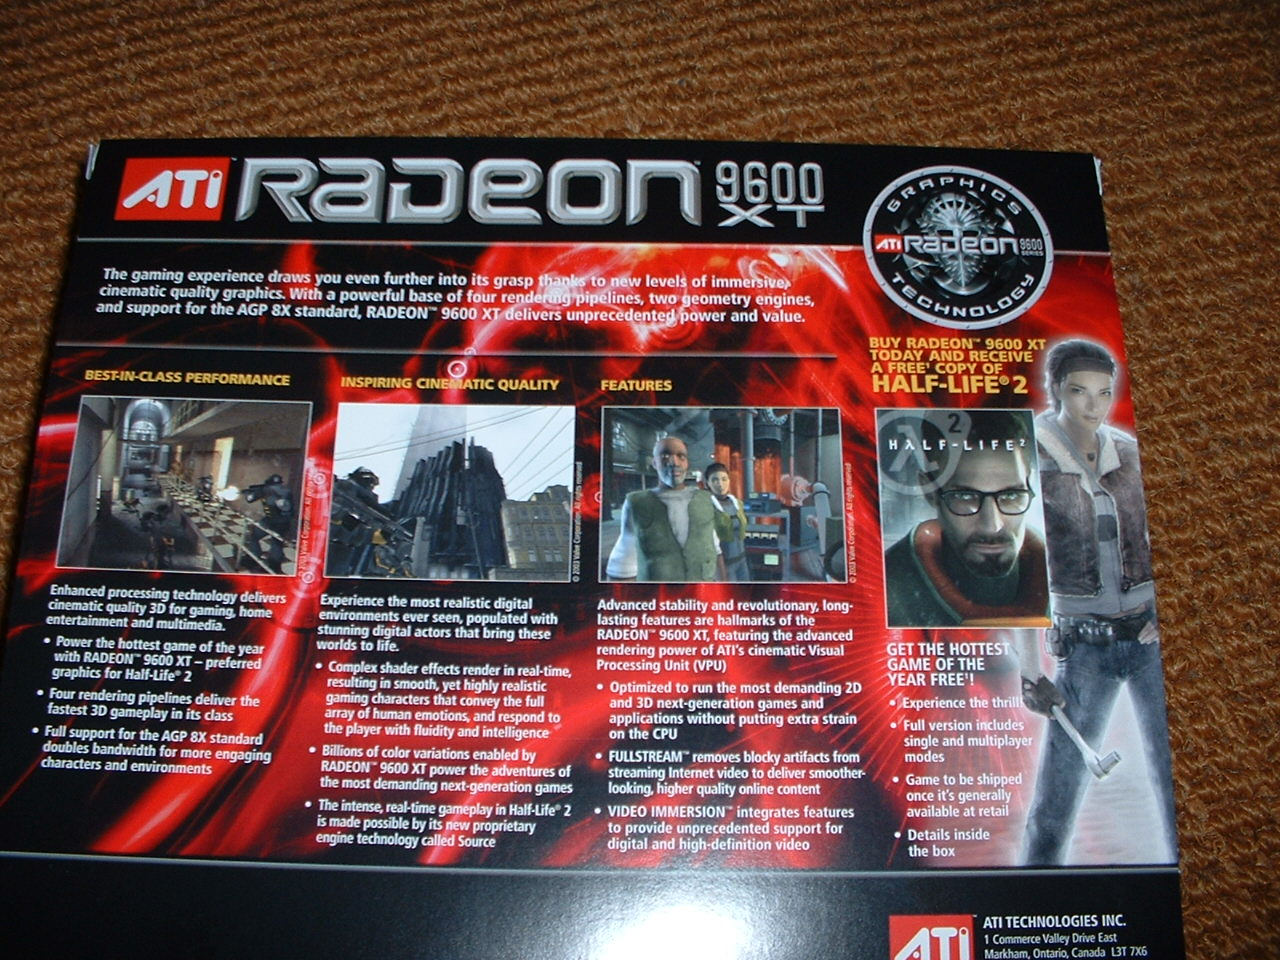 ATI™ RADEON™ 9600 XT
GRAPHICS
ATI RADEON 9600 SERIES
TECHNOLOGY
The gaming experience draws you even further into its grasp thanks to new levels of immersive,
cinematic quality graphics. With a powerful base of four rendering pipelines, two geometry engines,
and support for the AGP 8X standard, RADEON™ 9600 XT delivers unprecedented power and value.
BEST-IN-CLASS PERFORMANCE
Enhanced processing technology delivers
cinematic quality 3D for gaming, home
entertainment and multimedia.
• Power the hottest game of the year
with RADEON™ 9600 XT – preferred
graphics for Half-Life® 2
• Four rendering pipelines deliver the
fastest 3D gameplay in its class
• Full support for the AGP 8X standard
doubles bandwidth for more engaging
characters and environments
INSPIRING CINEMATIC QUALITY
© 2003 Valve Corporation. All rights reserved
Experience the most realistic digital
environments ever seen, populated with
stunning digital actors that bring these
worlds to life.
• Complex shader effects render in real-time,
resulting in smooth, yet highly realistic
gaming characters that convey the full
array of human emotions, and respond to
the player with fluidity and intelligence
• Billions of color variations enabled by
RADEON™ 9600 XT power the adventures of
the most demanding next-generation games
• The intense, real-time gameplay in Half-Life® 2
is made possible by its new proprietary
engine technology called Source
FEATURES
© 2003 Valve Corporation. All rights reserved
Advanced stability and revolutionary, long-
lasting features are hallmarks of the
RADEON™ 9600 XT, featuring the advanced
rendering power of ATI's cinematic Visual
Processing Unit (VPU)
• Optimized to run the most demanding 2D
and 3D next-generation games and
applications without putting extra strain
on the CPU
• FULLSTREAM™ removes blocky artifacts from
streaming Internet video to deliver smoother-
looking, higher quality online content
• VIDEO IMMERSION™ integrates features
to provide unprecedented support for
digital and high-definition video
BUY RADEON™ 9600 XT
TODAY AND RECEIVE
A FREE¹ COPY OF
HALF-LIFE® 2
2
HλLF-LIFE²
GET THE HOTTEST
GAME OF THE
YEAR FREE¹!
• Experience the thrill
• Full version includes
single and multiplayer
modes
• Game to be shipped
once it's generally
available at retail
• Details inside
the box
ATI™
ATI TECHNOLOGIES INC.
1 Commerce Valley Drive East
Markham, Ontario, Canada L3T 7X6